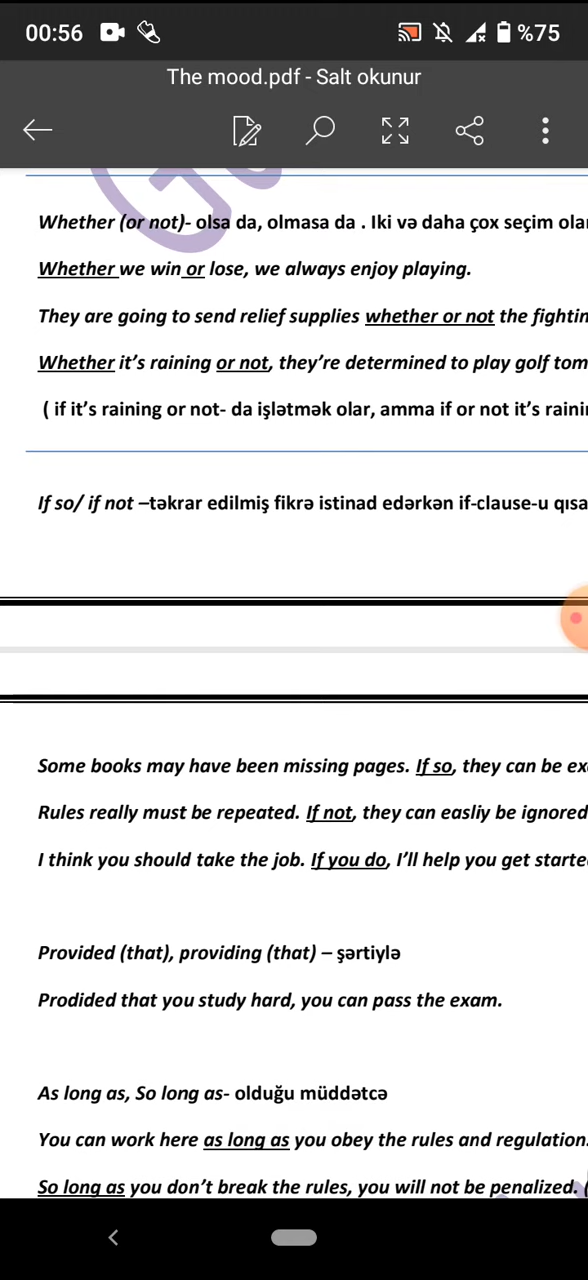 00:56
%75
The mood.pdf - Salt okunur
Whether (or not)- olsa da, olmasa da . Iki və daha çox seçim
Whether we win or lose, we always enjoy playing.
They are going to send relief supplies whether or not the
Whether it's raining or not, they're determined to play golf
( if it's raining or not- da işlətmək olar, amma if or not it's
If so/ if not –təkrar edilmiş fikrə istinad edərkən if-clause-u
Some books may have been missing pages. If so, they can be
Rules really must be repeated. If not, they can easliy be ignored
I think you should take the job. If you do, I'll help you get
Provided (that), providing (that) – şərtiylə
Prodided that you study hard, you can pass the exam.
As long as, So long as- olduğu müddətcə
You can work here as long as you obey the rules and regulation.
So long as you don't break the rules, you will not be penalized. (